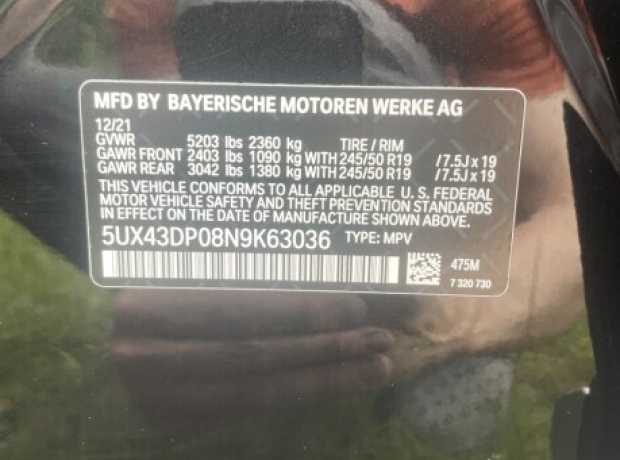 MFD BY BAYERISCHE MOTOREN WERKE AG
12/21
GVWR 5203 lbs 2360 kg TIRE / RIM
GAWR FRONT 2403 lbs 1090 kg WITH 245/50 R19 /7.5J x 19
GAWR REAR 3042 lbs 1380 kg WITH 245/50 R19 /7.5J x 19
THIS VEHICLE CONFORMS TO ALL APPLICABLE U. S. FEDERAL
MOTOR VEHICLE SAFETY AND THEFT PREVENTION STANDARDS
IN EFFECT ON THE DATE OF MANUFACTURE SHOWN ABOVE.
5UX43DP08N9K63036 TYPE: MPV
475M
7 320 730